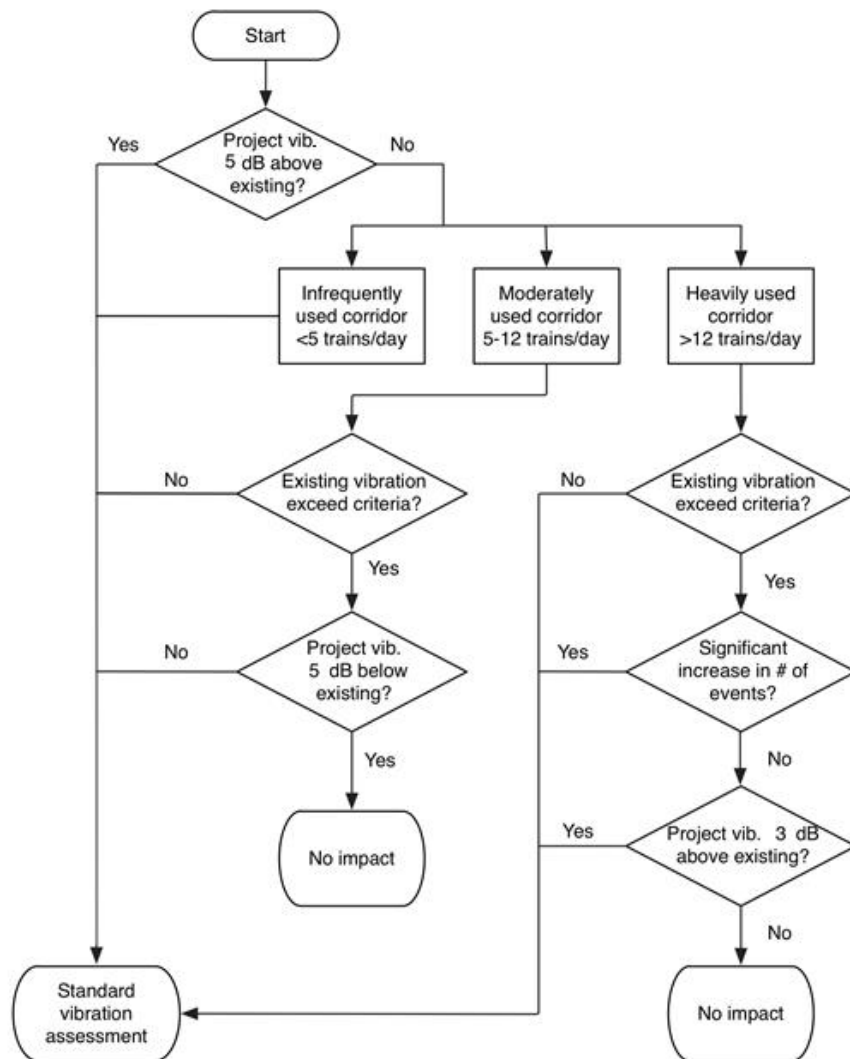 Start
Yes
Project vib.
5 dB above
existing?
No
Infrequently
used corridor
<5 trains/day
Moderately
used corridor
5-12 trains/day
Heavily used
corridor
>12 trains/day
No
Existing vibration
exceed criteria?
No
Existing vibration
exceed criteria?
Yes
Yes
No
Project vib.
5 dB below
existing?
Yes
Significant
increase in # of
events?
Yes
No
No impact
Yes
Project vib. 3 dB
above existing?
No
Standard
vibration
assessment
No impact